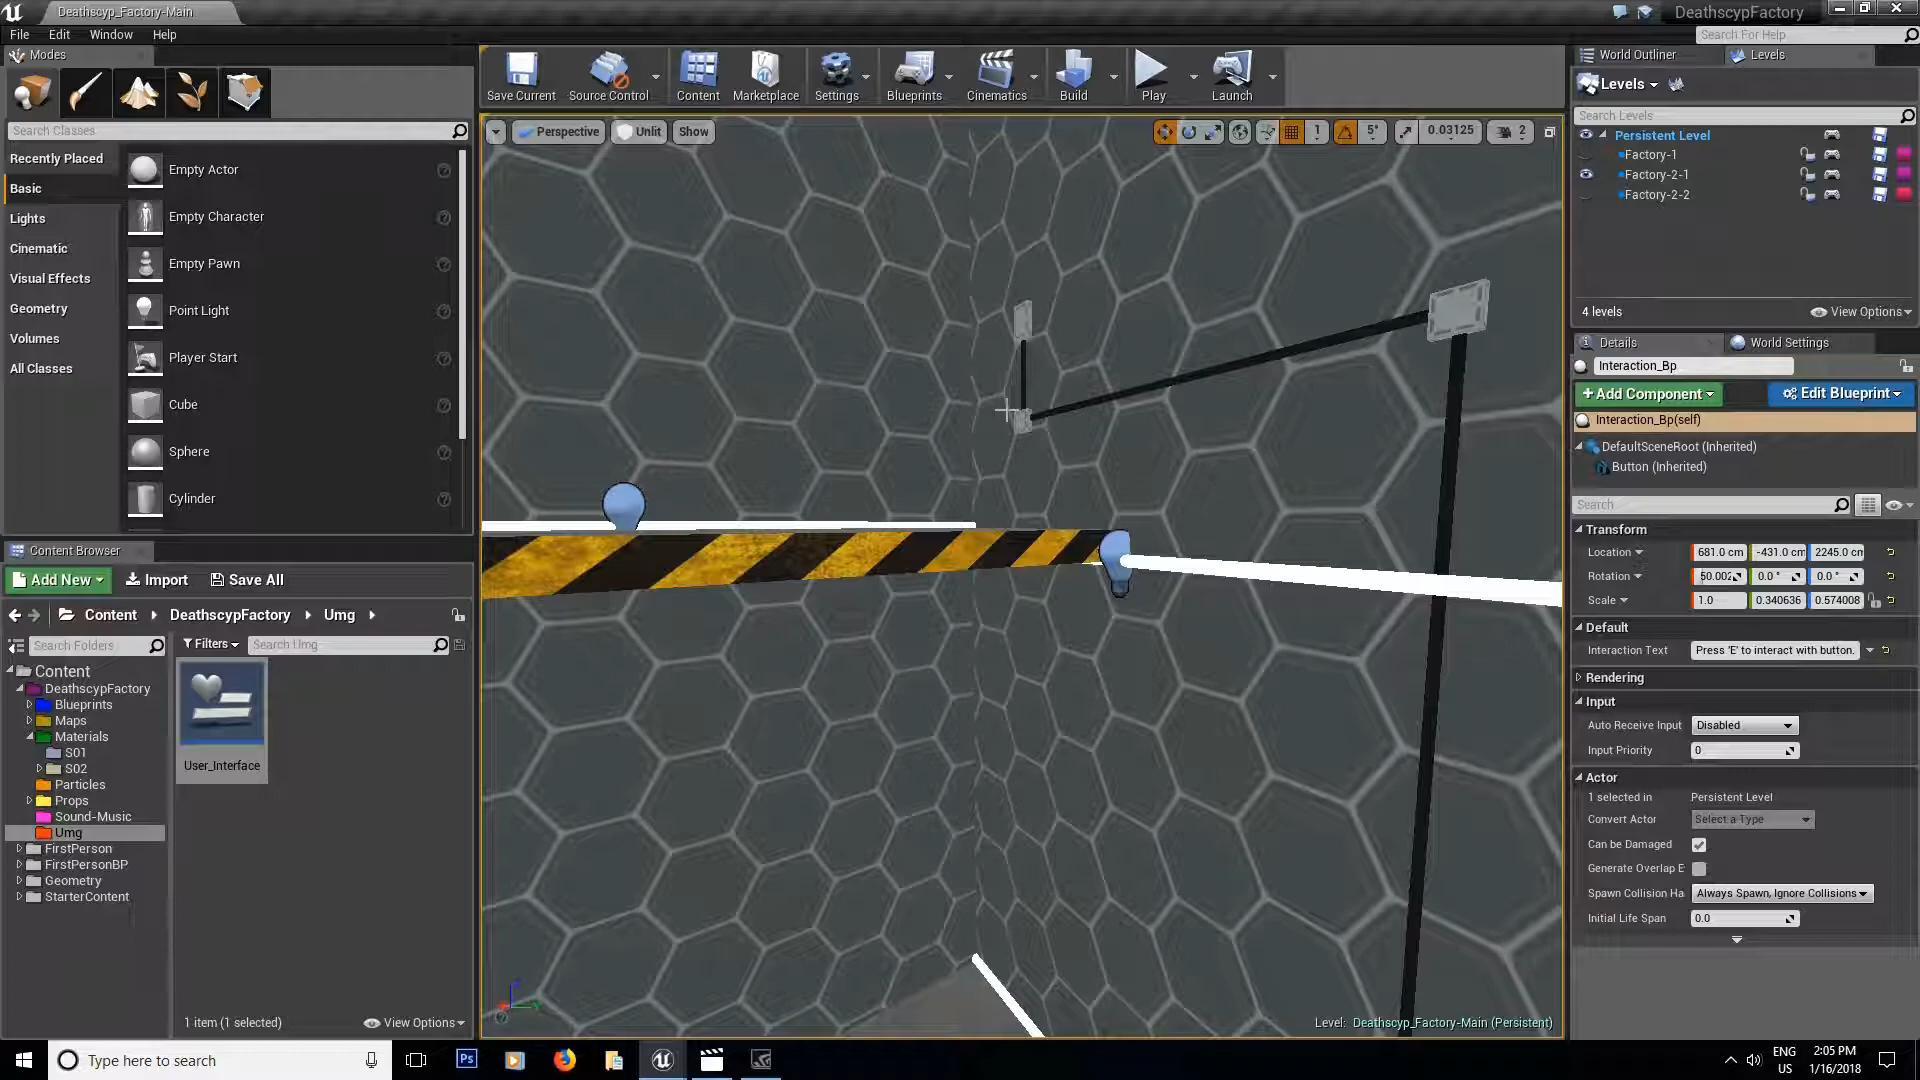 Deathscyp_Factory-Main
DeathscypFactory
File Edit Window Help
Search For Help
Modes
Search Classes
Recently Placed
Basic
Lights
Cinematic
Visual Effects
Geometry
Volumes
All Classes
Empty Actor
Empty Character
Empty Pawn
Point Light
Player Start
Cube
Sphere
Cylinder
Save Current
Source Control
Content
Marketplace
Settings
Blueprints
Cinematics
Build
Play
Launch
Perspective
Unlit
Show
1
5°
0.03125
2
World Outliner
Levels
Levels
Search Levels
Persistent Level
Factory-1
Factory-2-1
Factory-2-2
4 levels
View Options
Details
World Settings
Interaction_Bp
+Add Component
Edit Blueprint
Interaction_Bp(self)
DefaultSceneRoot (Inherited)
Button (Inherited)
Search
Transform
Location 681.0 cm -431.0 cm 2245.0 cm
Rotation 50.002 0.0 ° 0.0 °
Scale 1.0 0.340636 0.574008
Default
Interaction Text Press 'E' to interact with button.
Rendering
Input
Auto Receive Input Disabled
Input Priority 0
Actor
1 selected in Persistent Level
Convert Actor Select a Type
Can be Damaged
Generate Overlap E
Spawn Collision Ha Always Spawn, Ignore Collisions
Initial Life Span 0.0
Content Browser
Add New
Import
Save All
Content DeathscypFactory Umg
Search Folders
Filters
Search Umg
Content
DeathscypFactory
Blueprints
Maps
Materials
S01
S02
Particles
Props
Sound-Music
Umg
FirstPerson
FirstPersonBP
Geometry
StarterContent
User_Interface
1 item (1 selected)
View Options
Level: Deathscyp_Factory-Main (Persistent)
Type here to search
Ps
ENG
US
2:05 PM
1/16/2018